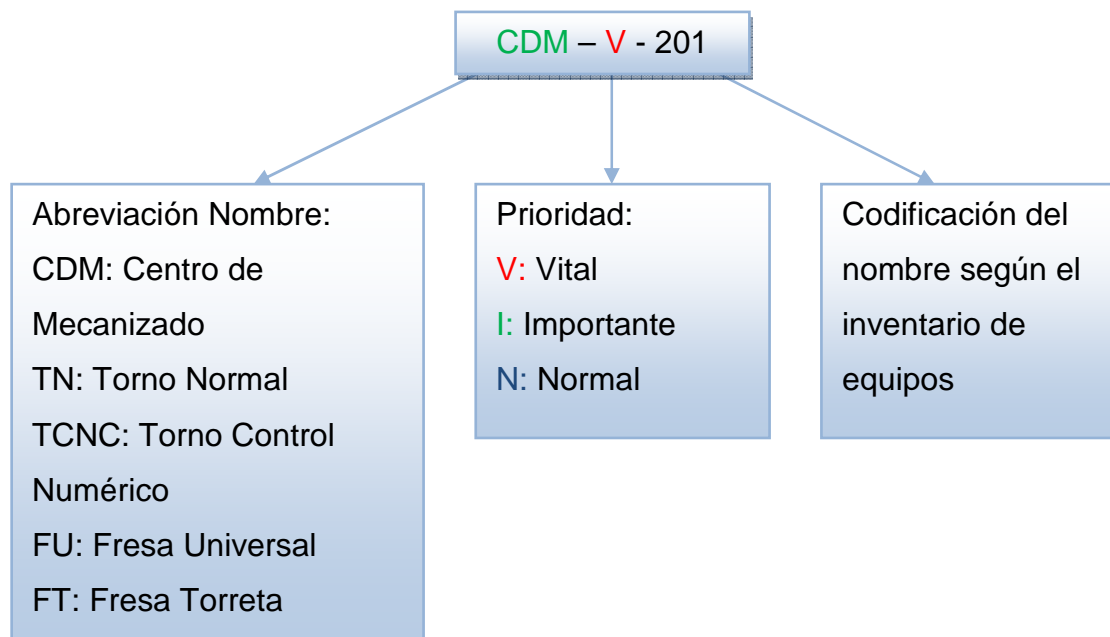 CDM – V - 201
Abreviación Nombre:
CDM: Centro de
Mecanizado
TN: Torno Normal
TCNC: Torno Control
Numérico
FU: Fresa Universal
FT: Fresa Torreta
Prioridad:
V: Vital
I: Importante
N: Normal
Codificación del
nombre según el
inventario de
equipos